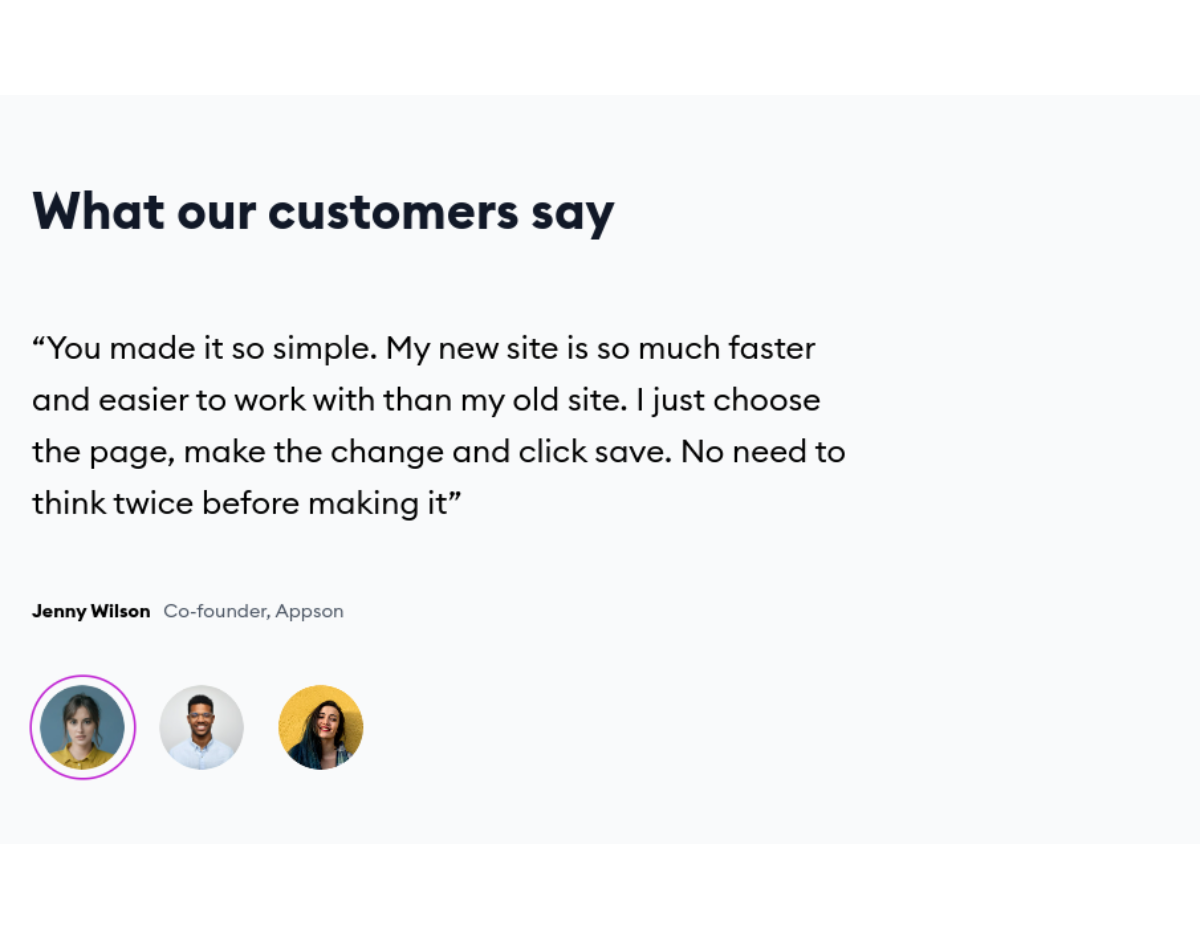 What our customers say
“You made it so simple. My new site is so much faster
and easier to work with than my old site. I just choose
the page, make the change and click save. No need to
think twice before making it”
Jenny Wilson Co-founder, Appson